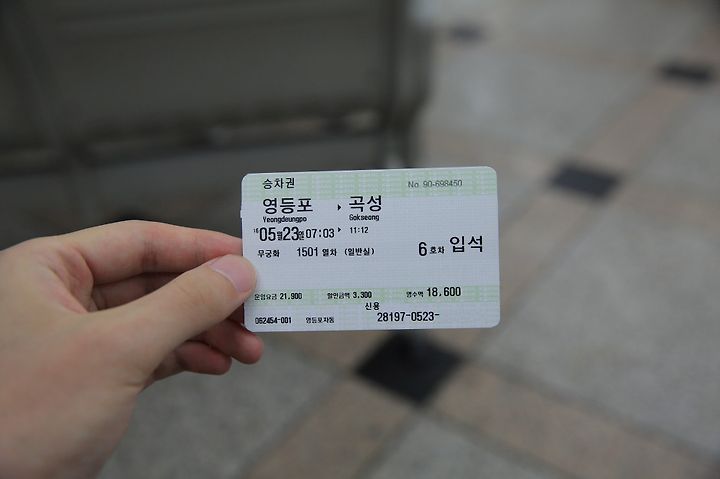 승차권 No. 90-698450
영등포 ▶ 곡성
Yeongdeungpo Gokseong
16 05월23일 07:03 ▶ 11:12
무궁화 1501 열차 (일반실) 6호차 입석
운임요금 21,900 할인금액 3,300 영수액 18,600
신용
062454-001 영등포자동 28197-0523-